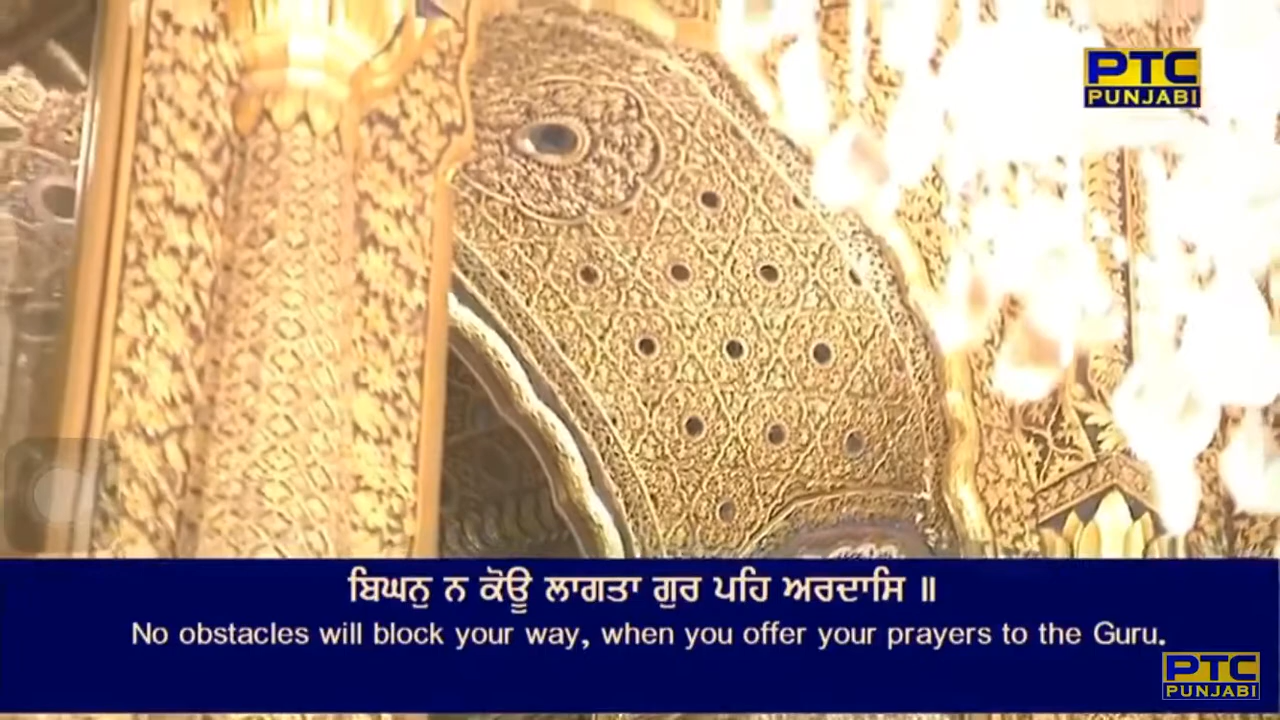 PTC
PUNJABI
ਬਿਘਨੁ ਨ ਕੋਊ ਲਾਗਤਾ ਗੁਰ ਪਹਿ ਅਰਦਾਸਿ ॥
No obstacles will block your way, when you offer your prayers to the Guru.
PTC
PUNJABI